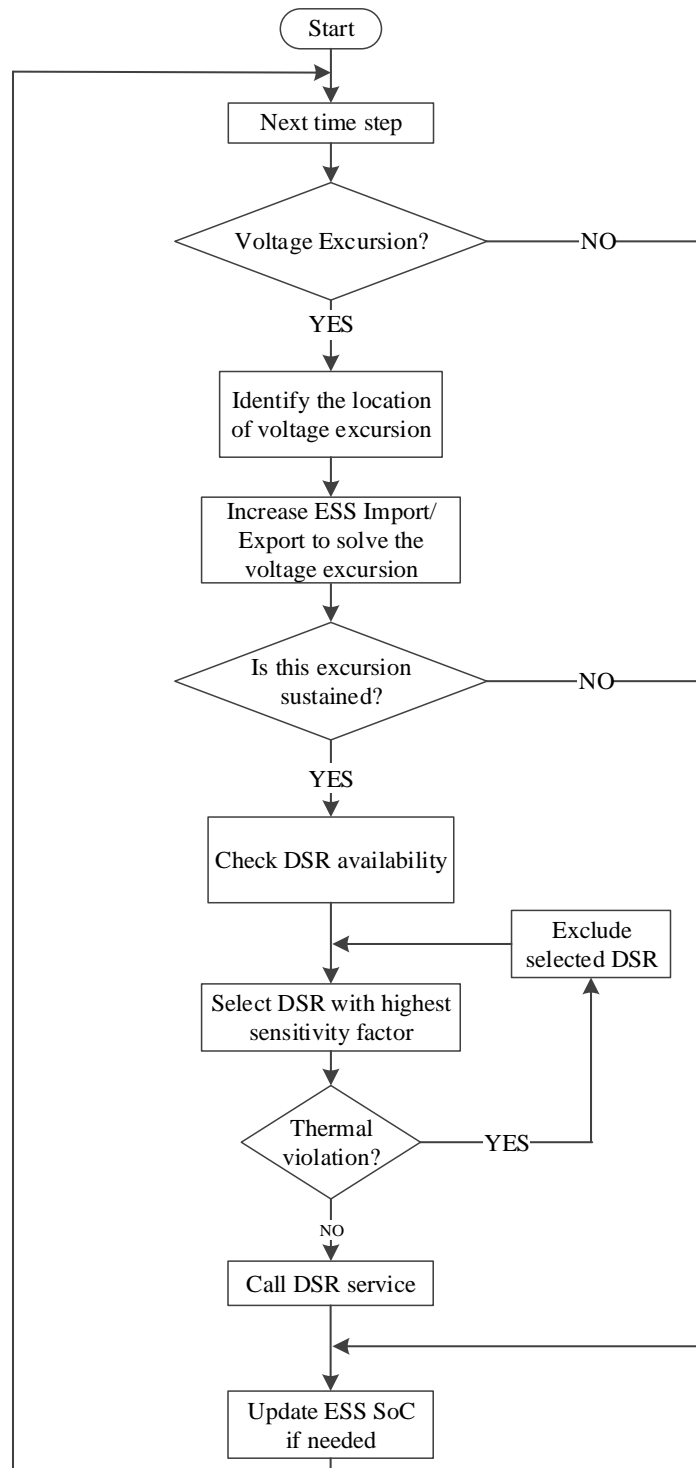 Start
Next time step
Voltage Excursion?
NO
YES
Identify the location
of voltage excursion
Increase ESS Import/
Export to solve the
voltage excursion
Is this excursion
sustained?
NO
YES
Check DSR availability
Exclude
selected DSR
Select DSR with highest
sensitivity factor
Thermal
violation?
YES
NO
Call DSR service
Update ESS SoC
if needed